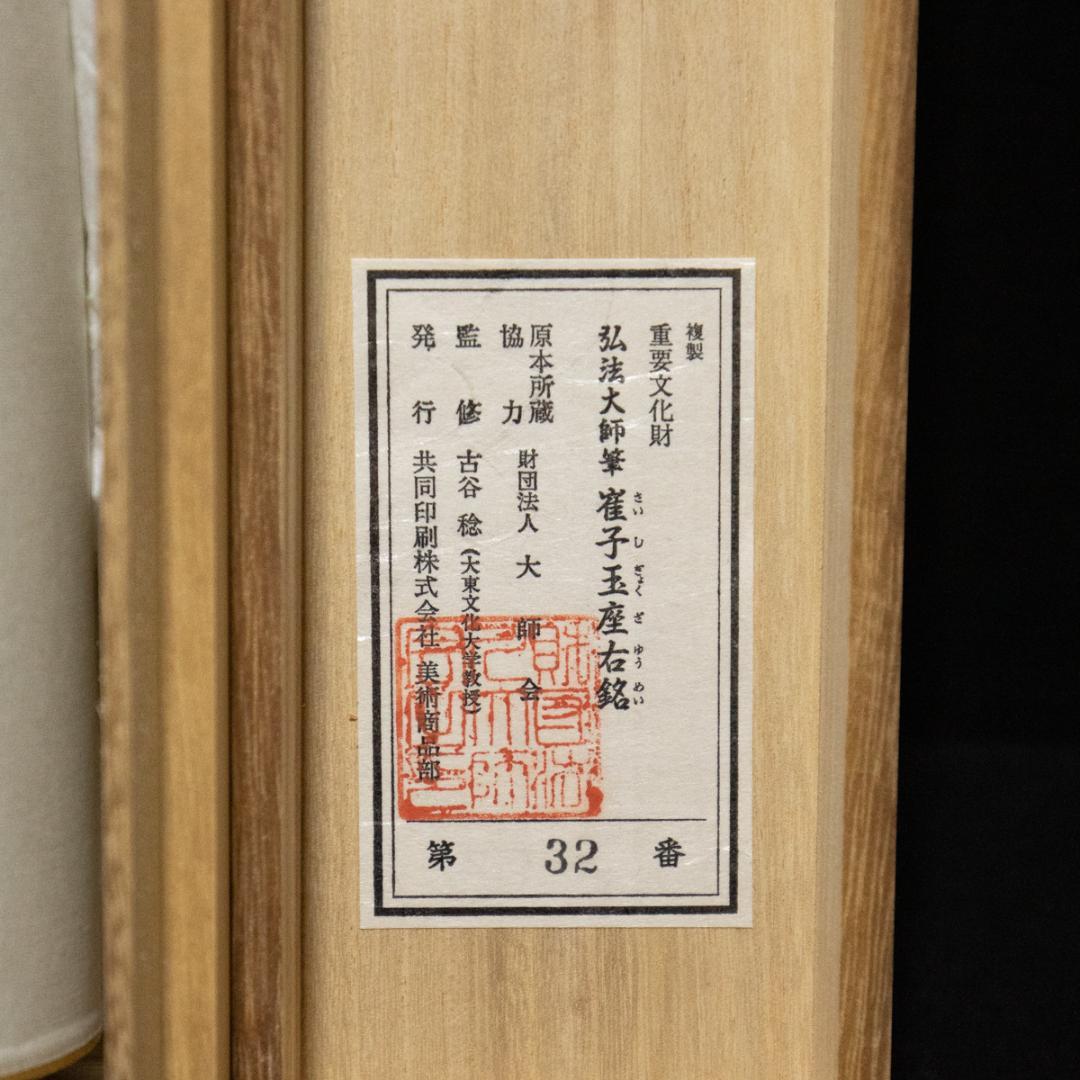 複製
重要文化財
弘法大師筆 崔子玉座右銘
さいしぎょくざゆうめい
原本所蔵
協力
財団法人 大師会
監修 古谷 稔(大東文化大学教授)
発行 共同印刷株式会社 美術商品部
第 32 番